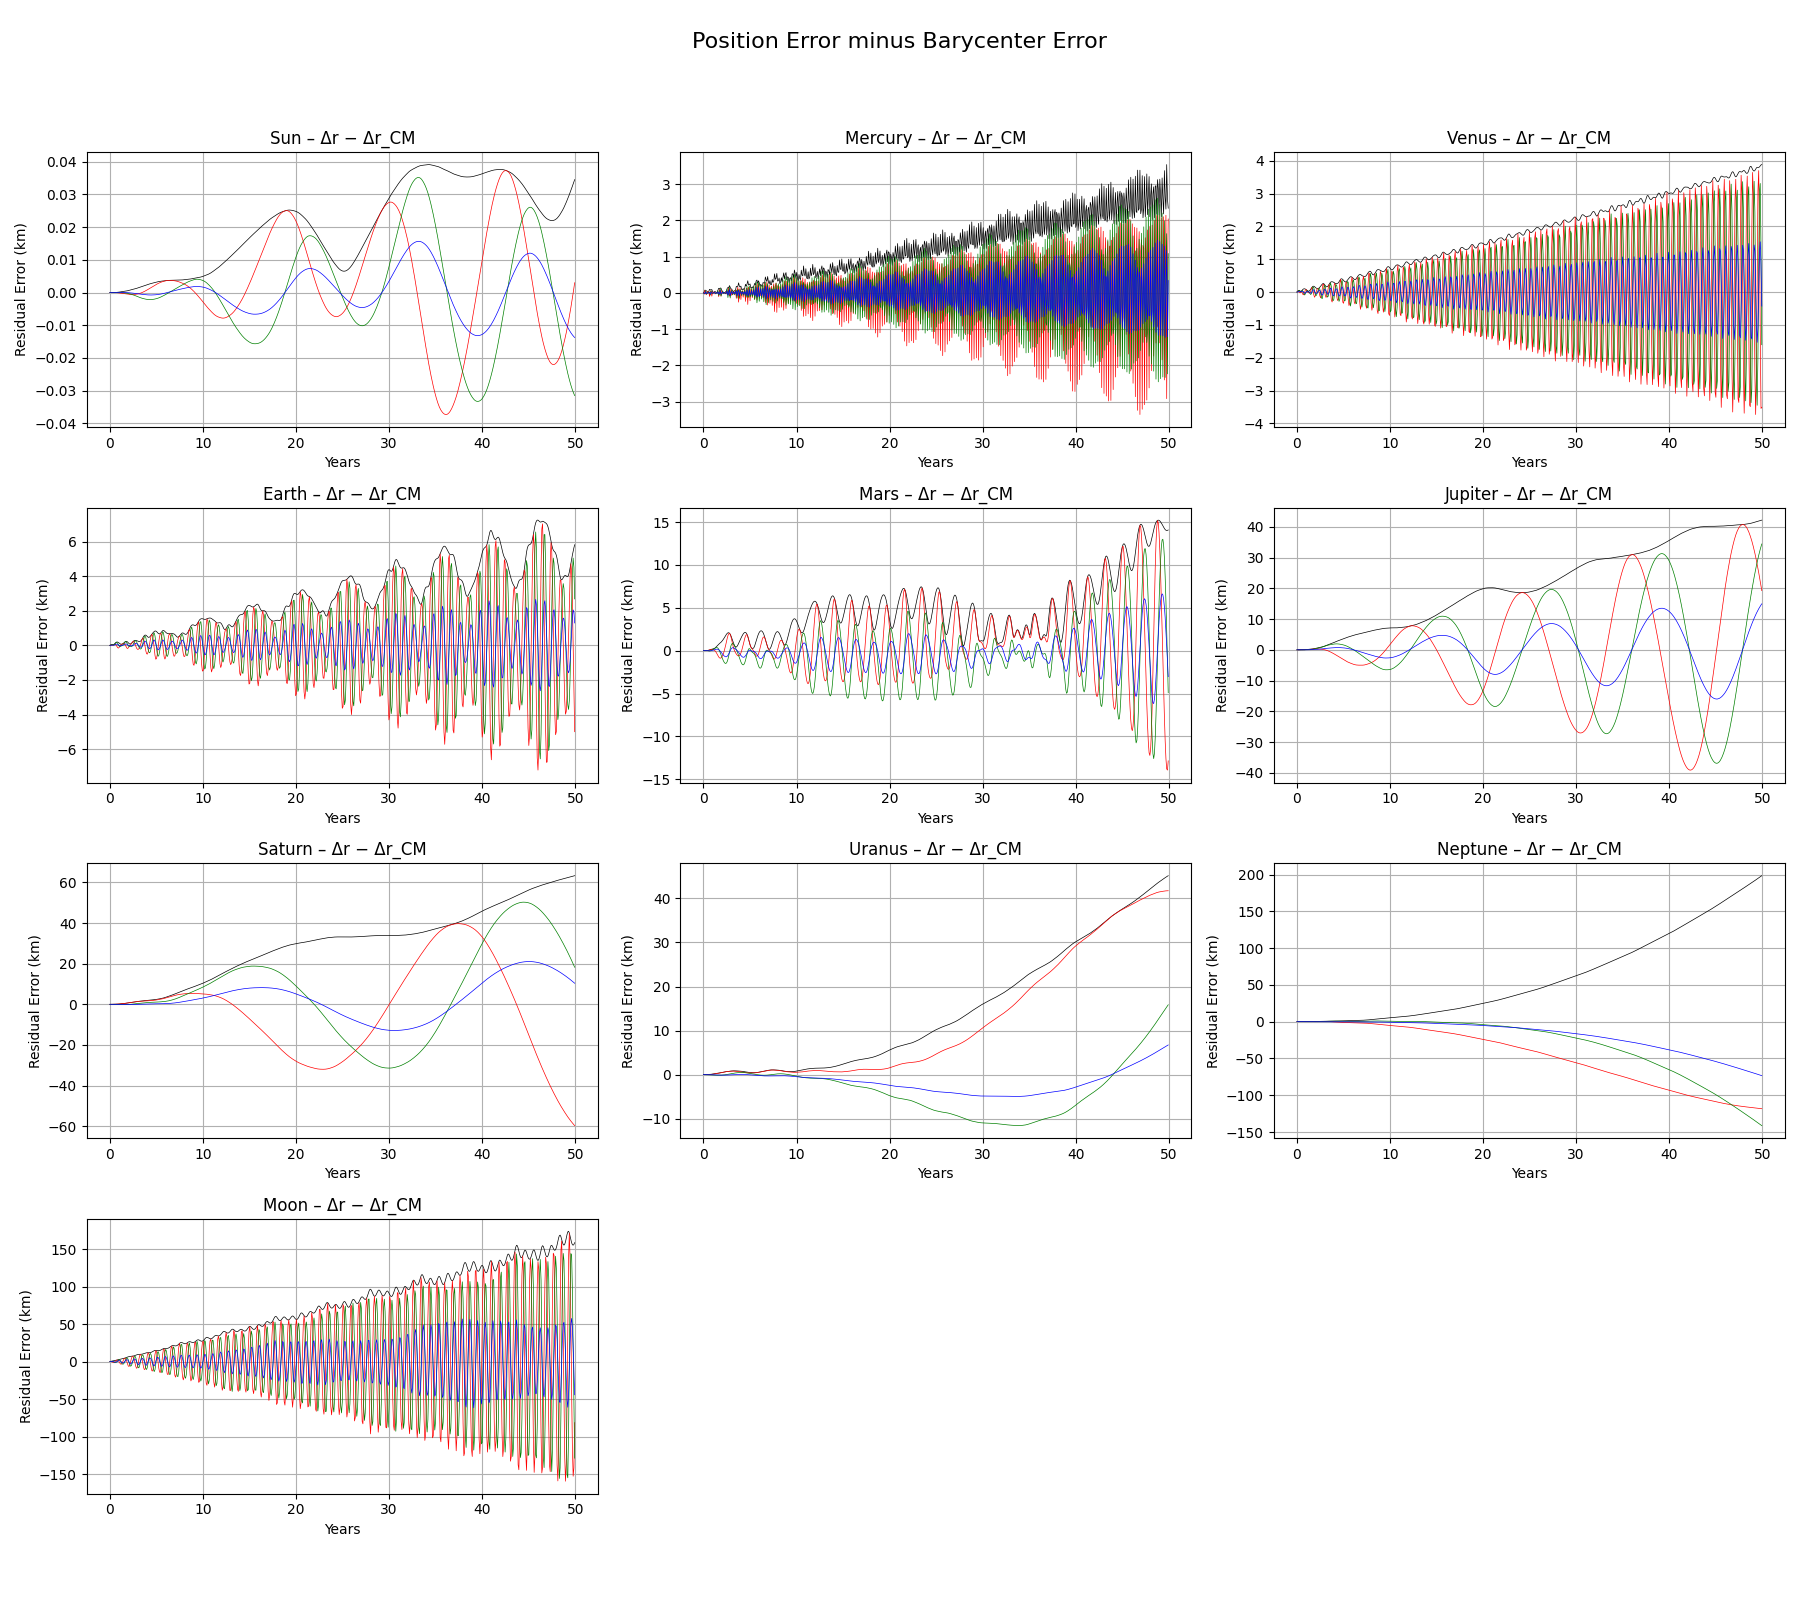 Position Error minus Barycenter Error
Sun – Δr − Δr_CM
Residual Error (km)
0.04
0.03
0.02
0.01
0.00
−0.01
−0.02
−0.03
−0.04
0 10 20 30 40 50
Years
Mercury – Δr − Δr_CM
Residual Error (km)
3
2
1
0
−1
−2
−3
0 10 20 30 40 50
Years
Venus – Δr − Δr_CM
Residual Error (km)
4
3
2
1
0
−1
−2
−3
−4
0 10 20 30 40 50
Years
Earth – Δr − Δr_CM
Residual Error (km)
6
4
2
0
−2
−4
−6
0 10 20 30 40 50
Years
Mars – Δr − Δr_CM
Residual Error (km)
15
10
5
0
−5
−10
−15
0 10 20 30 40 50
Years
Jupiter – Δr − Δr_CM
Residual Error (km)
40
30
20
10
0
−10
−20
−30
−40
0 10 20 30 40 50
Years
Saturn – Δr − Δr_CM
Residual Error (km)
60
40
20
0
−20
−40
−60
0 10 20 30 40 50
Years
Uranus – Δr − Δr_CM
Residual Error (km)
40
30
20
10
0
−10
0 10 20 30 40 50
Years
Neptune – Δr − Δr_CM
Residual Error (km)
200
150
100
50
0
−50
−100
−150
0 10 20 30 40 50
Years
Moon – Δr − Δr_CM
Residual Error (km)
150
100
50
0
−50
−100
−150
0 10 20 30 40 50
Years